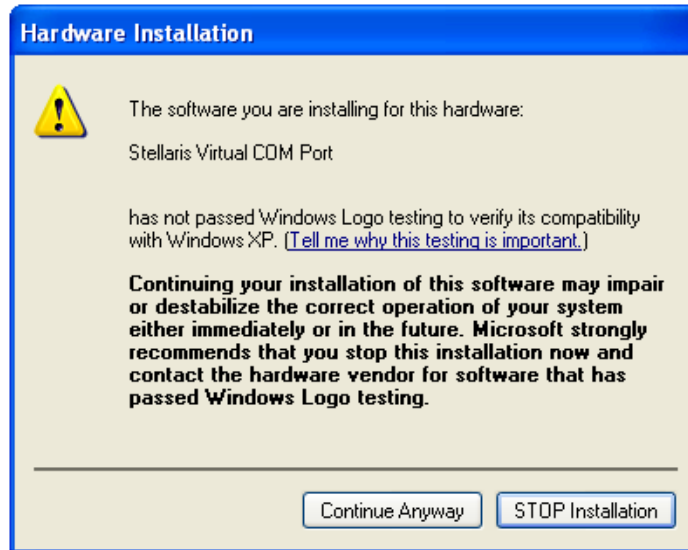 Hardware Installation
The software you are installing for this hardware:
Stellaris Virtual COM Port
has not passed Windows Logo testing to verify its compatibility
with Windows XP. (Tell me why this testing is important.)
Continuing your installation of this software may impair
or destabilize the correct operation of your system
either immediately or in the future. Microsoft strongly
recommends that you stop this installation now and
contact the hardware vendor for software that has
passed Windows Logo testing.
Continue Anyway STOP Installation